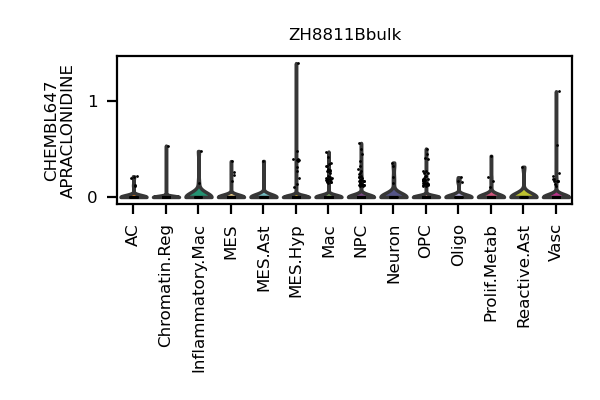 ZH8811Bbulk
CHEMBL647
APRACLONIDINE
1
0
AC
Chromatin.Reg
Inflammatory.Mac
MES
MES.Ast
MES.Hyp
Mac
NPC
Neuron
OPC
Oligo
Prolif.Metab
Reactive.Ast
Vasc